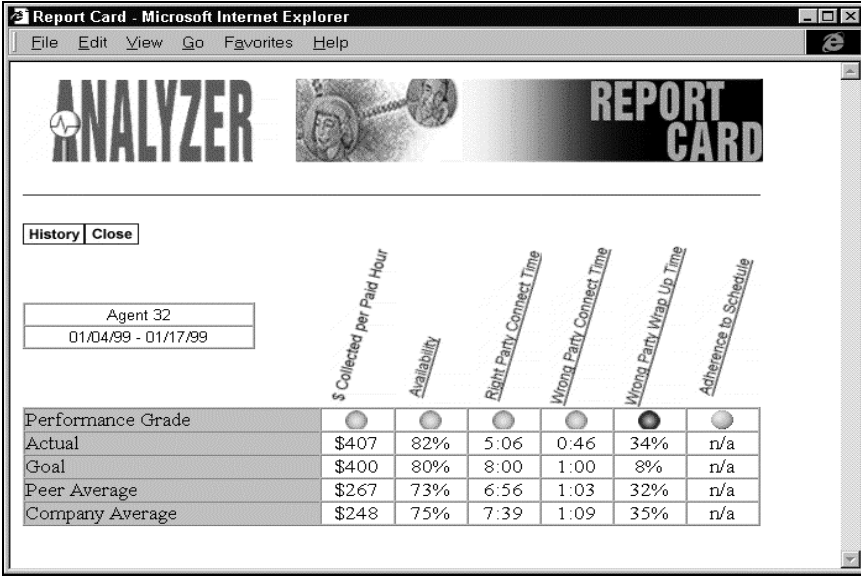 Report Card - Microsoft Internet Explorer
File Edit View Go Favorites Help
ANALYZER
REPORT CARD
History Close
Agent 32
01/04/99 - 01/17/99
$ Collected per Paid Hour
Availability
Right Party Connect Time
Wrong Party Connect Time
Wrong Party Wrap Up Time
Adherence to Schedule
Performance Grade
Actual $407 82% 5:06 0:46 34% n/a
Goal $400 80% 8:00 1:00 8% n/a
Peer Average $267 73% 6:56 1:03 32% n/a
Company Average $248 75% 7:39 1:09 35% n/a